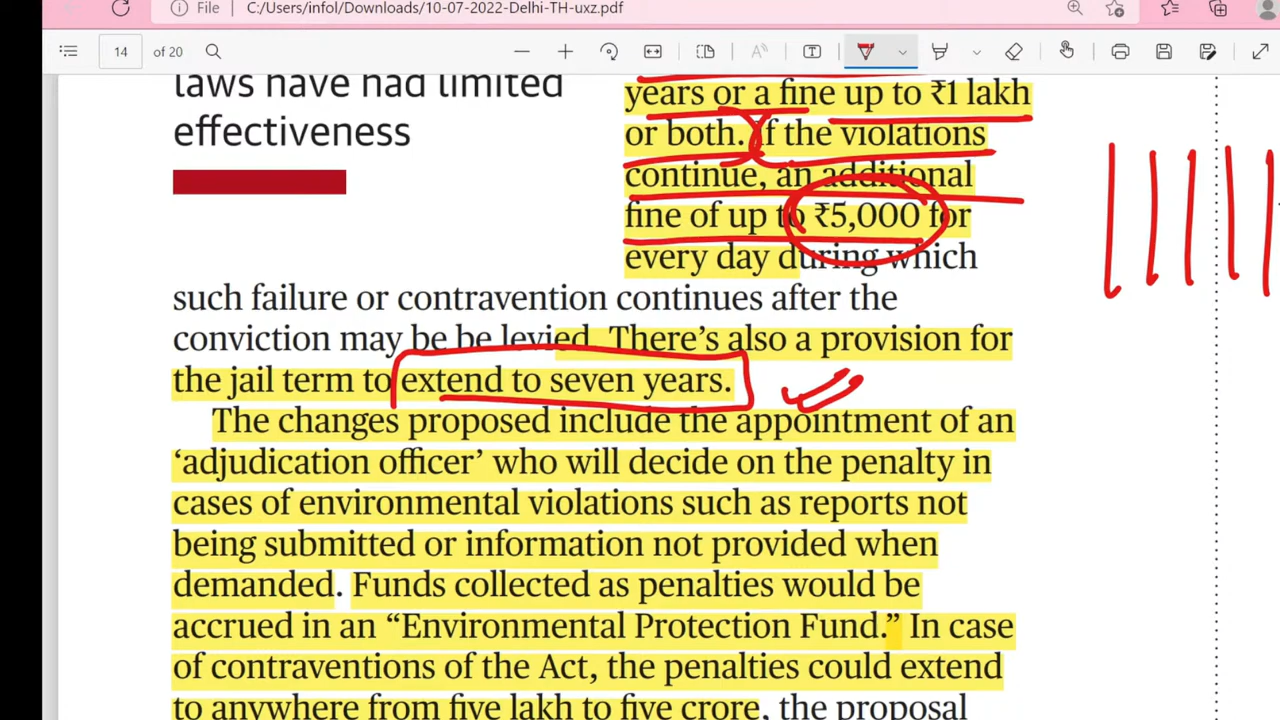 File C:/Users/infol/Downloads/10-07-2022-Delhi-TH-uxz.pdf
14 of 20
laws have had limited
effectiveness
years or a fine up to ₹1 lakh
or both. If the violations
continue, an additional
fine of up to ₹5,000 for
every day during which
such failure or contravention continues after the
conviction may be be levied. There’s also a provision for
the jail term to extend to seven years.
The changes proposed include the appointment of an
‘adjudication officer’ who will decide on the penalty in
cases of environmental violations such as reports not
being submitted or information not provided when
demanded. Funds collected as penalties would be
accrued in an “Environmental Protection Fund.” In case
of contraventions of the Act, the penalties could extend
to anywhere from five lakh to five crore, the proposal